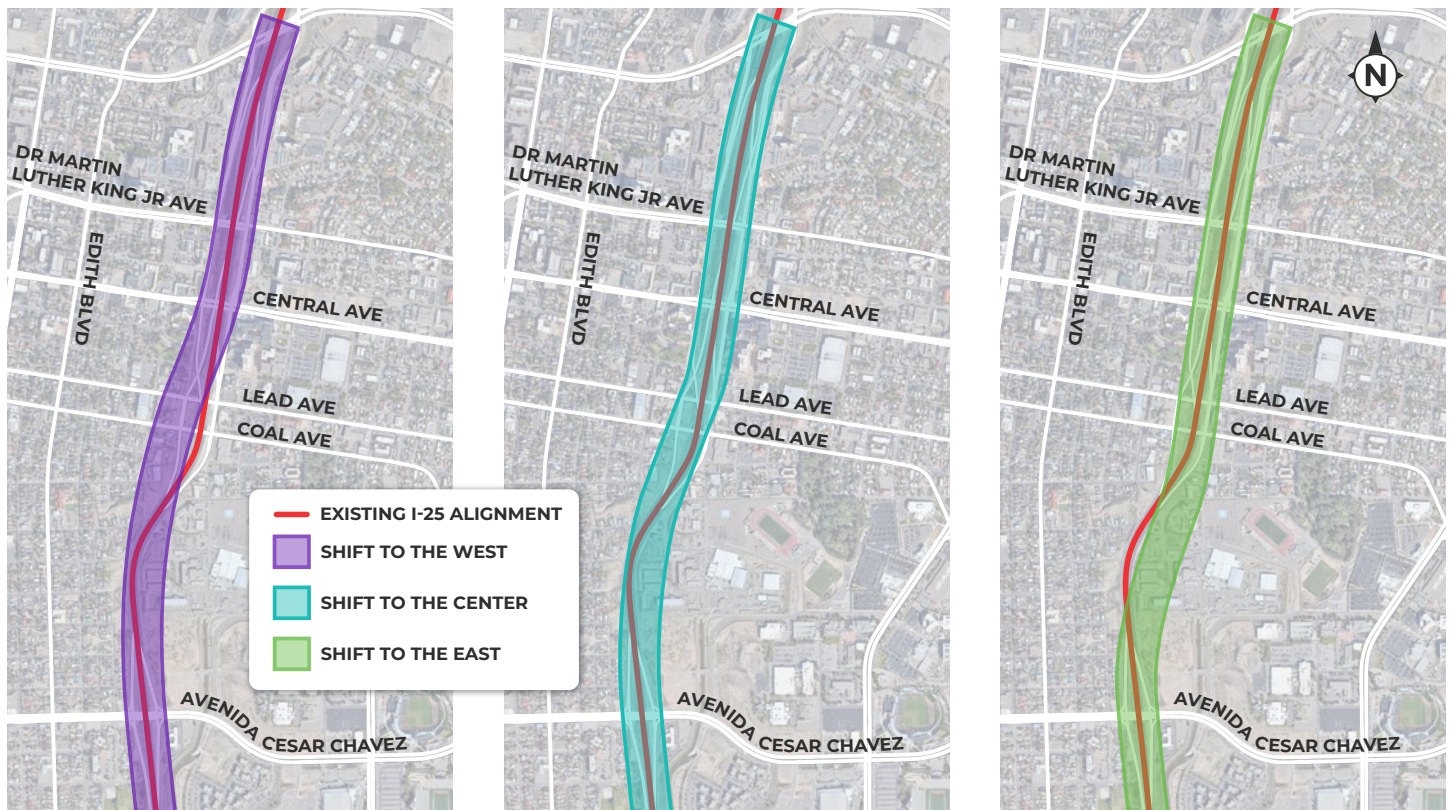 DR MARTIN
LUTHER KING JR AVE
EDITH BLVD
CENTRAL AVE
LEAD AVE
COAL AVE
AVENIDA CESAR CHAVEZ
EXISTING I-25 ALIGNMENT
SHIFT TO THE WEST
SHIFT TO THE CENTER
SHIFT TO THE EAST
DR MARTIN
LUTHER KING JR AVE
EDITH BLVD
CENTRAL AVE
LEAD AVE
COAL AVE
AVENIDA CESAR CHAVEZ
N
DR MARTIN
LUTHER KING JR AVE
EDITH BLVD
CENTRAL AVE
LEAD AVE
COAL AVE
AVENIDA CESAR CHAVEZ